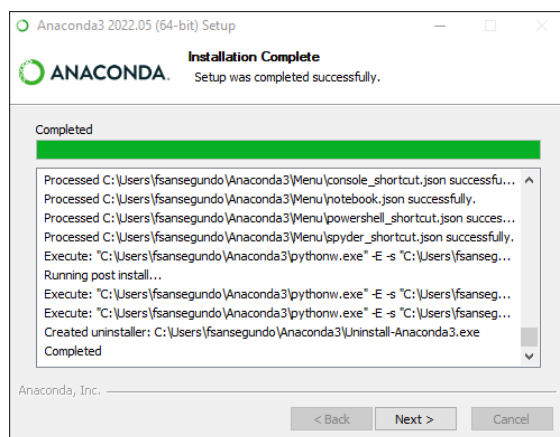 Anaconda3 2022.05 (64-bit) Setup
ANACONDA.
Installation Complete
Setup was completed successfully.
Completed
Processed C:\Users\fsansegundo\Anaconda3\Menu\console_shortcut.json successfu...
Processed C:\Users\fsansegundo\Anaconda3\Menu\notebook.json successfully.
Processed C:\Users\fsansegundo\Anaconda3\Menu\powershell_shortcut.json succes...
Processed C:\Users\fsansegundo\Anaconda3\Menu\spyder_shortcut.json successfully.
Execute: "C:\Users\fsansegundo\Anaconda3\pythonw.exe" -E -s "C:\Users\fsanseg...
Running post install...
Execute: "C:\Users\fsansegundo\Anaconda3\pythonw.exe" -E -s "C:\Users\fsanseg...
Execute: "C:\Users\fsansegundo\Anaconda3\pythonw.exe" -E -s "C:\Users\fsanseg...
Created uninstaller: C:\Users\fsansegundo\Anaconda3\Uninstall-Anaconda3.exe
Completed
Anaconda, Inc.
< Back
Next >
Cancel